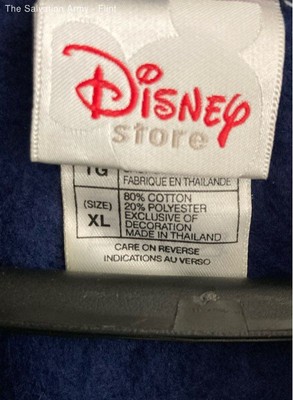 The Salvation Army - Flint
DISNEY
store
TG
FABRIQUE EN THAILANDE
(SIZE)
XL
80% COTTON
20% POLYESTER
EXCLUSIVE OF
DECORATION
MADE IN THAILAND
CARE ON REVERSE
INDICATIONS AU VERSO